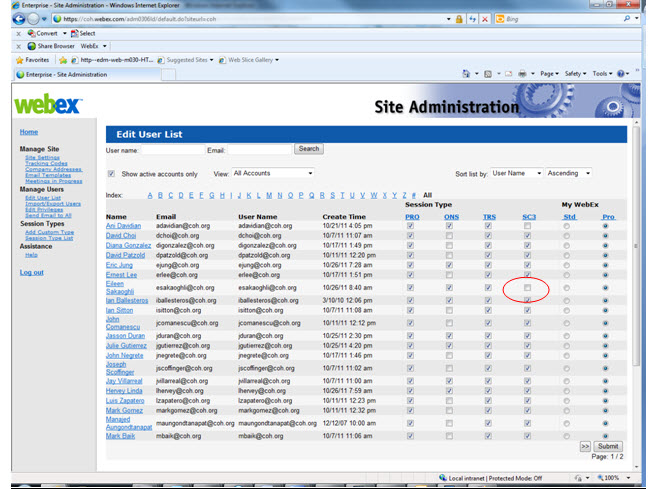 Enterprise - Site Administration - Windows Internet Explorer
https://coh.webex.com/adm0300ld/default.do?siteurl=coh
Bing
x Convert Select
x Share Browser WebEx
Favorites http--edm-web-m030-HT... Suggested Sites Web Slice Gallery
Enterprise - Site Administration Page Safety Tools
webex Site Administration
Home
Manage Site
Site Settings
Tracking Codes
Company Addresses
Email Templates
Meetings in Progress
Manage Users
Edit User List
Import/Export Users
Edit Privileges
Send Email to All
Session Types
Add Custom Type
Session Type List
Assistance
Help
Log out
Edit User List
User name: Email: Search
Show active accounts only View: All Accounts Sort list by: User Name Ascending
Index: A B C D E F G H I J K L M N O P Q R S T U V W X Y Z # All
Session Type My WebEx
Name Email User Name Create Time PRO ONS TRS SC3 Std Pro
Ani Davidian adavidian@coh.org adavidian@coh.org 10/21/11 4:05 pm
David Choi dchoi@coh.org dchoi@coh.org 10/7/11 11:07 am
Diana Gonzalez digonzalez@coh.org digonzalez@coh.org 10/17/11 1:49 pm
David Patzold dpatzold@coh.org dpatzold@coh.org 10/11/11 12:20 pm
Eric Jung ejung@coh.org ejung@coh.org 10/26/11 7:28 am
Ernest Lee erlee@coh.org erlee@coh.org 10/17/11 1:51 pm
Eileen Sakaoghli esakaoghli@coh.org esakaoghli@coh.org 10/26/11 8:40 am
Ian Ballesteros iballesteros@coh.org iballesteros@coh.org 3/10/10 12:06 pm
Ian Sitton isitton@coh.org isitton@coh.org 10/7/11 11:08 am
John Comanescu jcomanescu@coh.org jcomanescu@coh.org 10/11/11 12:12 pm
Jasson Duran jduran@coh.org jduran@coh.org 10/25/11 2:30 pm
Julie Gutierrez jgutierrez@coh.org jgutierrez@coh.org 10/25/11 4:20 pm
John Negrete jnegrete@coh.org jnegrete@coh.org 10/17/11 1:46 pm
Joseph Scoffinger jscoffinger@coh.org jscoffinger@coh.org 10/7/11 11:02 am
Jay Villarreal jvillarreal@coh.org jvillarreal@coh.org 10/7/11 11:00 am
Hervey Linda lhervey@coh.org lhervey@coh.org 10/26/11 7:59 am
Luis Zapatero lzapatero@coh.org lzapatero@coh.org 10/11/11 12:23 pm
Mark Gomez markgomez@coh.org markgomez@coh.org 10/11/11 12:32 pm
Manajed Aungondtanapat maungondtanapat@coh.org maungondtanapat@coh.org 12/12/07 10:00 am
Mark Baik mbaik@coh.org mbaik@coh.org 10/7/11 11:06 am
>> Submit
Page: 1 / 2
Local intranet | Protected Mode: Off 100%